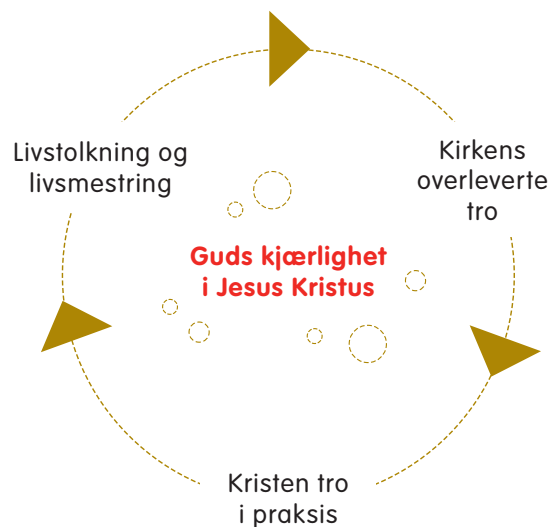 Livstolkning og
livsmestring
Kirkens
overleverte
tro
Guds kjærlighet
i Jesus Kristus
Kristen tro
i praksis